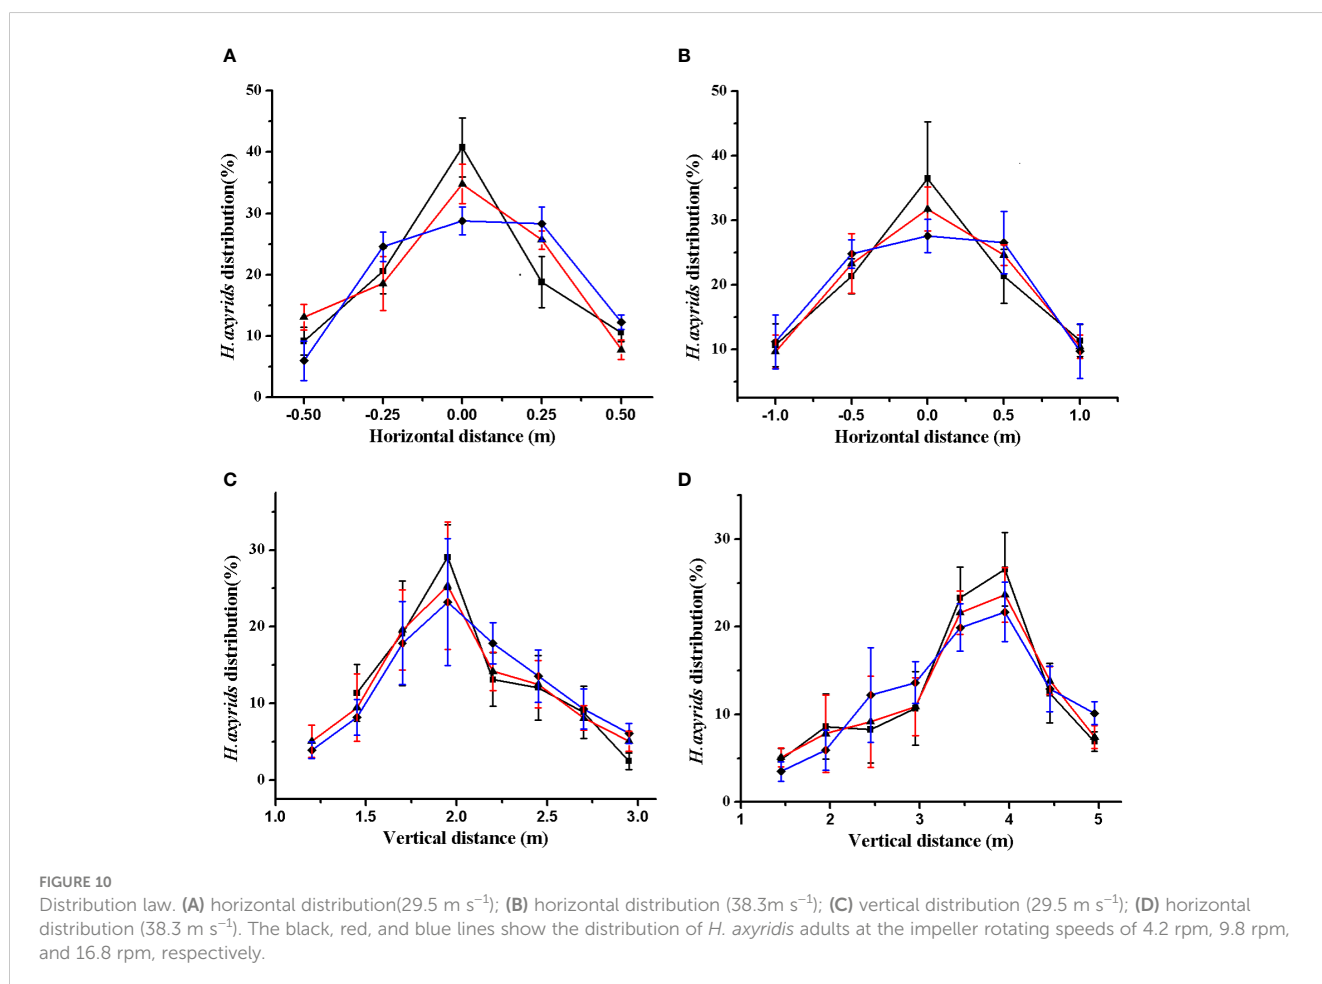 A
B
50
40
30
20
10
0
H.axyrids distribution(%)
-0.50 -0.25 0.00 0.25 0.50
Horizontal distance (m)
50
40
30
20
10
H.axyrids distribution(%)
-1.0 -0.5 0.0 0.5 1.0
Horizontal distance (m)
C
D
30
20
10
0
H.axyrids distribution(%)
1.0 1.5 2.0 2.5 3.0
Vertical distance (m)
30
20
10
0
H.axyrids distribution(%)
1 2 3 4 5
Vertical distance (m)
FIGURE 10
Distribution law. (A) horizontal distribution(29.5 m s⁻¹); (B) horizontal distribution (38.3m s⁻¹); (C) vertical distribution (29.5 m s⁻¹); (D) horizontal
distribution (38.3 m s⁻¹). The black, red, and blue lines show the distribution of H. axyridis adults at the impeller rotating speeds of 4.2 rpm, 9.8 rpm,
and 16.8 rpm, respectively.